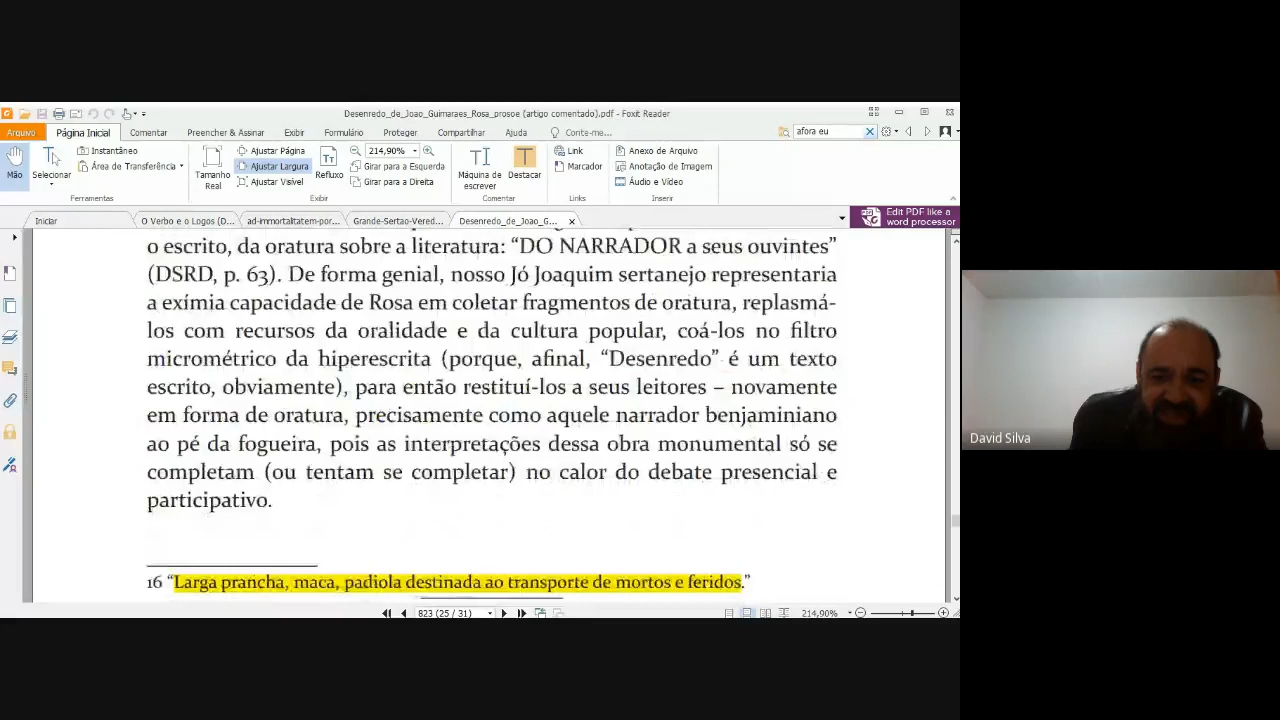 Desenredo_de_Joao_Guimaraes_Rosa_prosoe (artigo comentado).pdf - Foxit Reader
Arquivo Página Inicial Comentar Preencher & Assinar Exibir Formulário Proteger Compartilhar Ajuda Conte-me... afora eu
Mão
Selecionar
Instantâneo
Área de Transferência
Ferramentas
Tamanho Real
Ajustar Página
Ajustar Largura
Ajustar Visível
Refluxo
214,90%
Girar para a Esquerda
Girar para a Direita
Exibir
Máquina de escrever
Destacar
Comentar
Link
Marcador
Links
Anexo de Arquivo
Anotação de Imagem
Áudio e Vídeo
Inserir
Iniciar O Verbo e o Logos (D... ad-immortalitatem-por... Grande-Sertao-Vered... Desenredo_de_Joao_G...
Edit PDF like a
word processor
o escrito, da oratura sobre a literatura: “DO NARRADOR a seus ouvintes”
(DSRD, p. 63). De forma genial, nosso Jó Joaquim sertanejo representaria
a exímia capacidade de Rosa em coletar fragmentos de oratura, replasmá-
los com recursos da oralidade e da cultura popular, coá-los no filtro
micrométrico da hiperescrita (porque, afinal, “Desenredo” é um texto
escrito, obviamente), para então restituí-los a seus leitores – novamente
em forma de oratura, precisamente como aquele narrador benjaminiano
ao pé da fogueira, pois as interpretações dessa obra monumental só se
completam (ou tentam se completar) no calor do debate presencial e
participativo.
16 “Larga prancha, maca, padiola destinada ao transporte de mortos e feridos.”
823 (25 / 31) 214,90%
David Silva